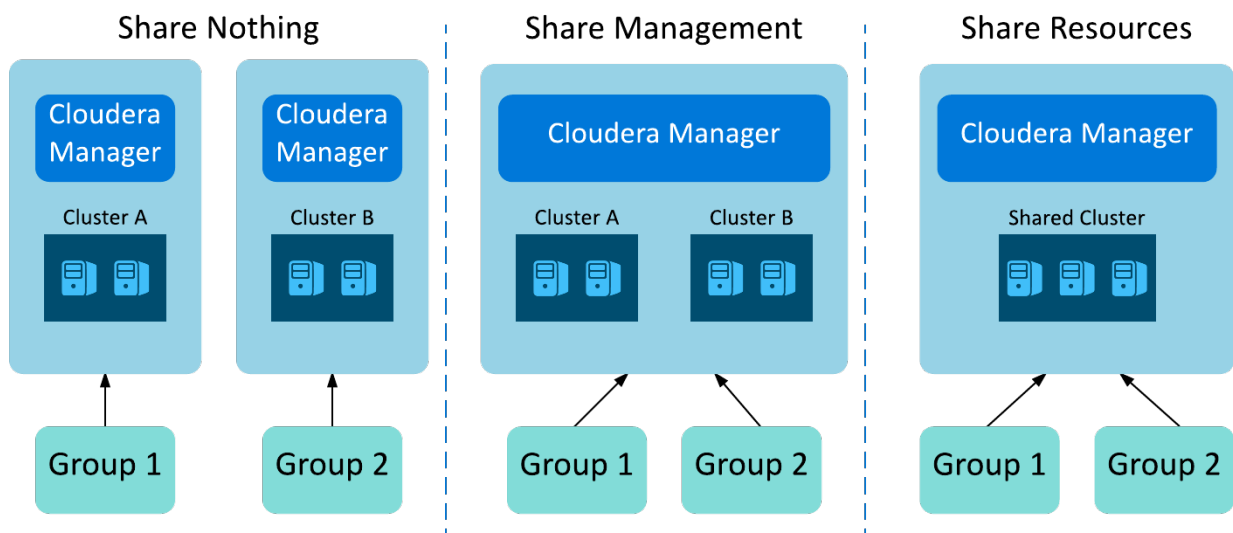 Share Nothing
Cloudera
Manager
Cluster A
Group 1
Cloudera
Manager
Cluster B
Group 2
Share Management
Cloudera Manager
Cluster A
Cluster B
Group 1
Group 2
Share Resources
Cloudera Manager
Shared Cluster
Group 1
Group 2